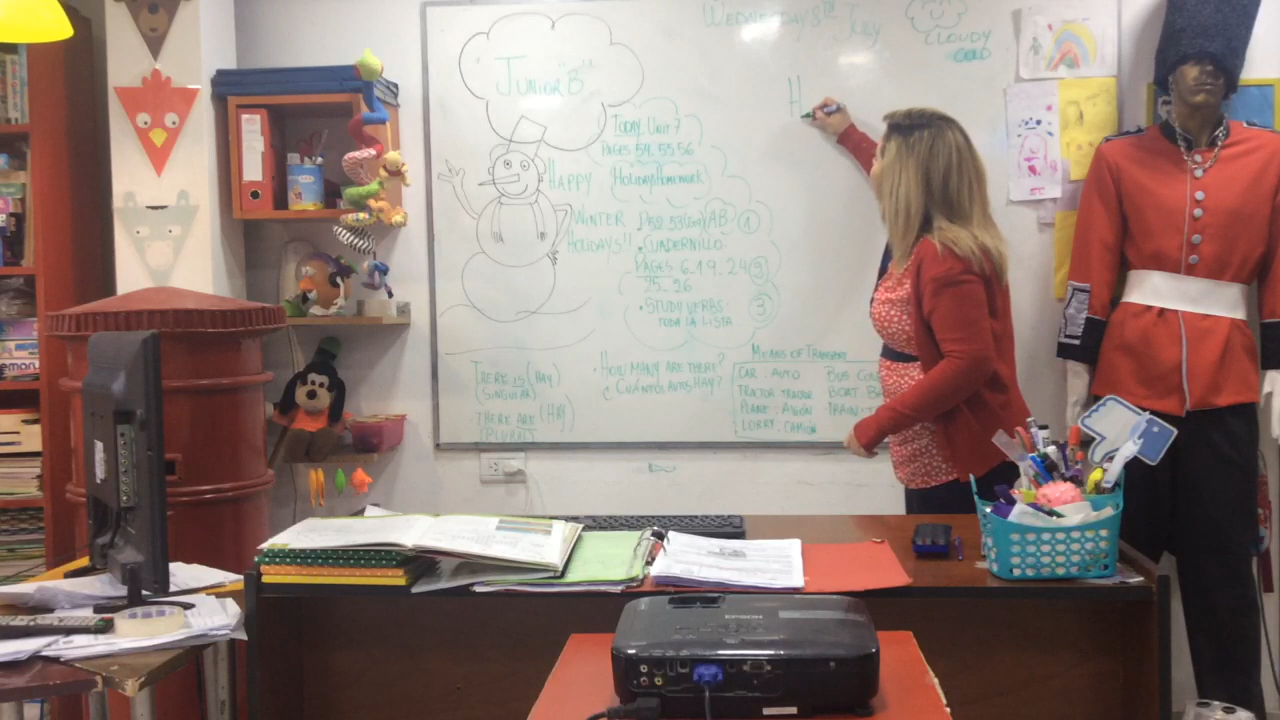 WEDNESDAY 8TH JULY
CLOUDY
COLD
JUNIOR "B"
H
TODAY UNIT 7
PAGES 54. 55 56
HAPPY
WINTER
HOLIDAYS!!
HOLIDAY HOMEWORK
AB 1
• CUADERNILLO:
PAGES 6-19. 24 2
25-26
• STUDY VERBS: 3
TODA LA LISTA
THERE IS (HAY)
(SINGULAR)
THERE ARE (HAY)
(PLURAL)
• HOW MANY ARE THERE?
¿CUÁNTOS AUTOS HAY?
MEANS OF TRANSPORT
CAR: AUTO
TRACTOR: TRACTOR
PLANE: AVIÓN
LORRY: CAMIÓN
BUS
BOAT
TRAIN
EPSON